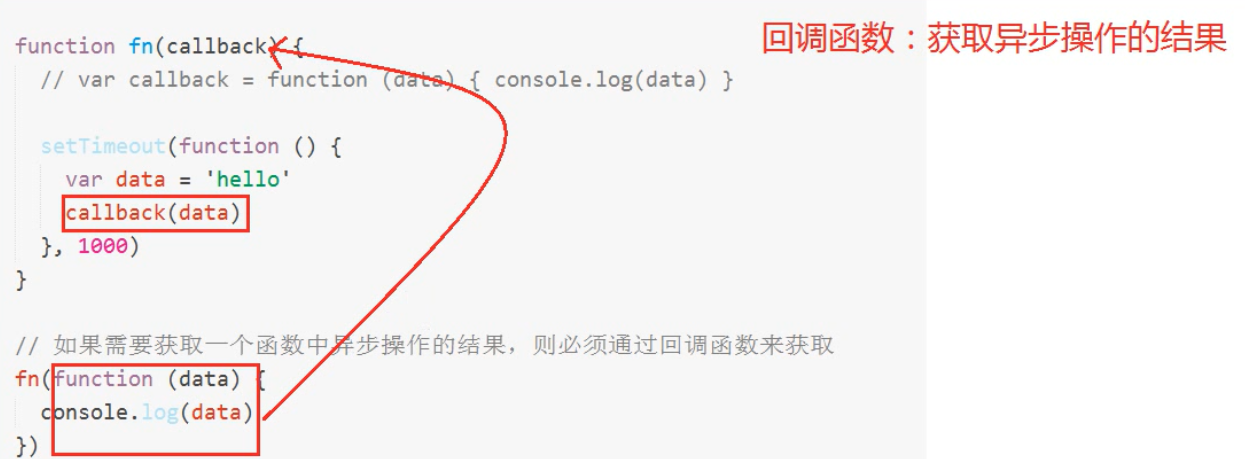 回调函数：获取异步操作的结果
function fn(callback) {
// var callback = function (data) { console.log(data) }
setTimeout(function () {
var data = 'hello'
callback(data)
}, 1000)
}
// 如果需要获取一个函数中异步操作的结果，则必须通过回调函数来获取
fn(function (data) {
console.log(data)
})